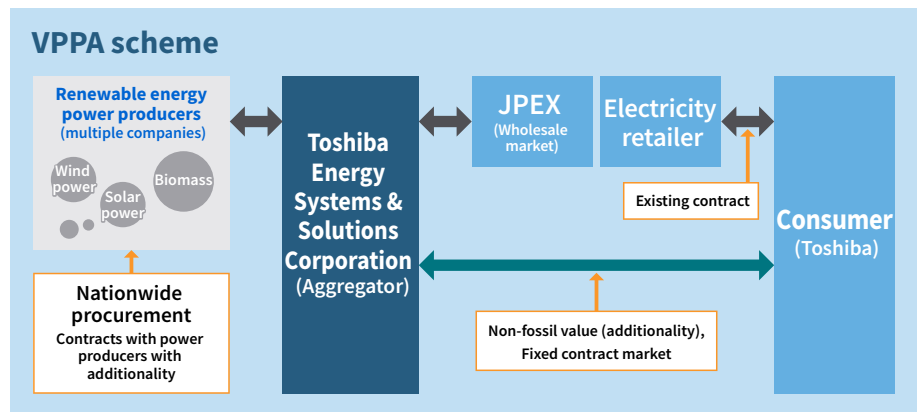 VPPA scheme
Renewable energy
power producers
(multiple companies)
Wind
power
Solar
power
Biomass
Nationwide
procurement
Contracts with power
producers with
additionality
Toshiba
Energy
Systems &
Solutions
Corporation
(Aggregator)
JPEX
(Wholesale
market)
Electricity
retailer
Existing contract
Non-fossil value (additionality),
Fixed contract market
Consumer
(Toshiba)